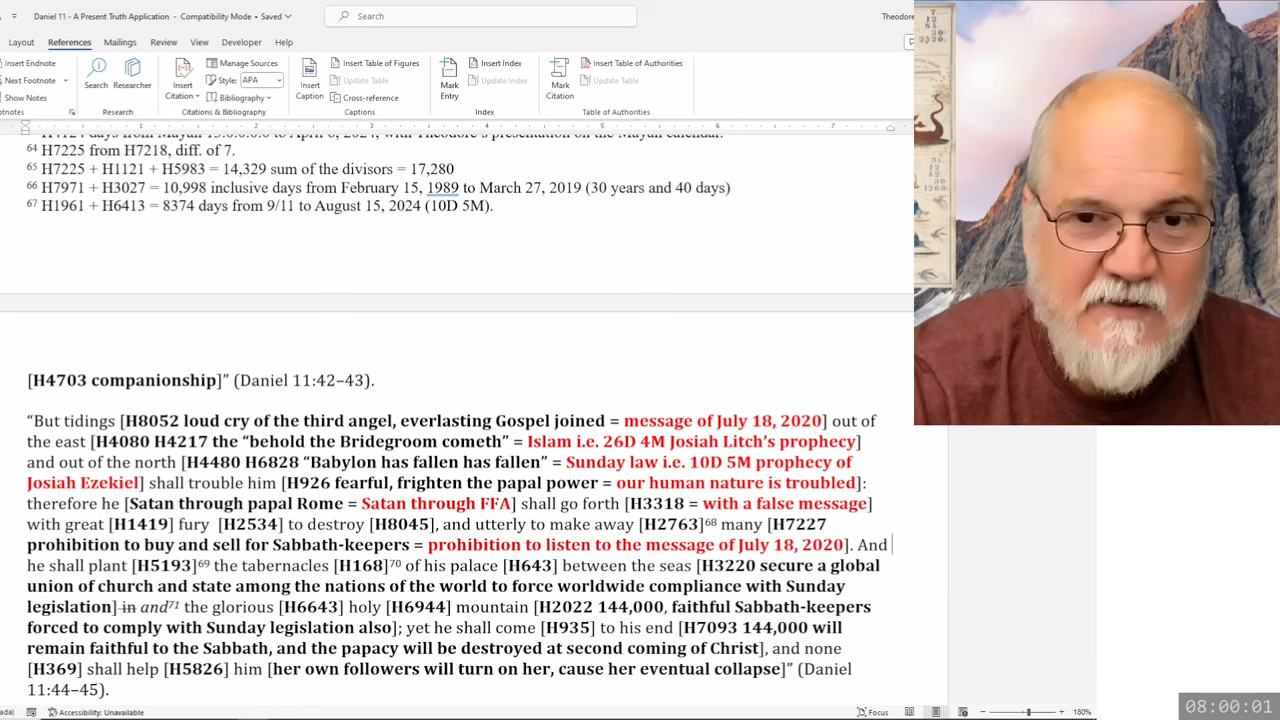 Daniel 11 - A Present Truth Application - Compatibility Mode • Saved
Search
Theodore
Layout References Mailings Review View Developer Help
Insert Endnote
Next Footnote
Show Notes
Search
Researcher
Research
Insert Citation
Manage Sources
Style: APA
Bibliography
Citations & Bibliography
Insert Caption
Insert Table of Figures
Update Table
Cross-reference
Captions
Mark Entry
Insert Index
Update Index
Index
Mark Citation
Insert Table of Authorities
Update Table
Table of Authorities
64 H7225 from H7218, diff. of 7.
65 H7225 + H1121 + H5983 = 14,329 sum of the divisors = 17,280
66 H7971 + H3027 = 10,998 inclusive days from February 15, 1989 to March 27, 2019 (30 years and 40 days)
67 H1961 + H6413 = 8374 days from 9/11 to August 15, 2024 (10D 5M).
[H4703 companionship]” (Daniel 11:42–43).
“But tidings [H8052 loud cry of the third angel, everlasting Gospel joined = message of July 18, 2020] out of
the east [H4080 H4217 the “behold the Bridegroom cometh” = Islam i.e. 26D 4M Josiah Litch’s prophecy]
and out of the north [H4480 H6828 “Babylon has fallen has fallen” = Sunday law i.e. 10D 5M prophecy of
Josiah Ezekiel] shall trouble him [H926 fearful, frighten the papal power = our human nature is troubled]:
therefore he [Satan through papal Rome = Satan through FFA] shall go forth [H3318 = with a false message]
with great [H1419] fury [H2534] to destroy [H8045], and utterly to make away [H2763]68 many [H7227
prohibition to buy and sell for Sabbath-keepers = prohibition to listen to the message of July 18, 2020]. And
he shall plant [H5193]69 the tabernacles [H168]70 of his palace [H643] between the seas [H3220 secure a global
union of church and state among the nations of the world to force worldwide compliance with Sunday
legislation] in and71 the glorious [H6643] holy [H6944] mountain [H2022 144,000, faithful Sabbath-keepers
forced to comply with Sunday legislation also]; yet he shall come [H935] to his end [H7093 144,000 will
remain faithful to the Sabbath, and the papacy will be destroyed at second coming of Christ], and none
[H369] shall help [H5826] him [her own followers will turn on her, cause her eventual collapse]” (Daniel
11:44–45).
Accessibility: Unavailable
Focus
180%
08:00:01